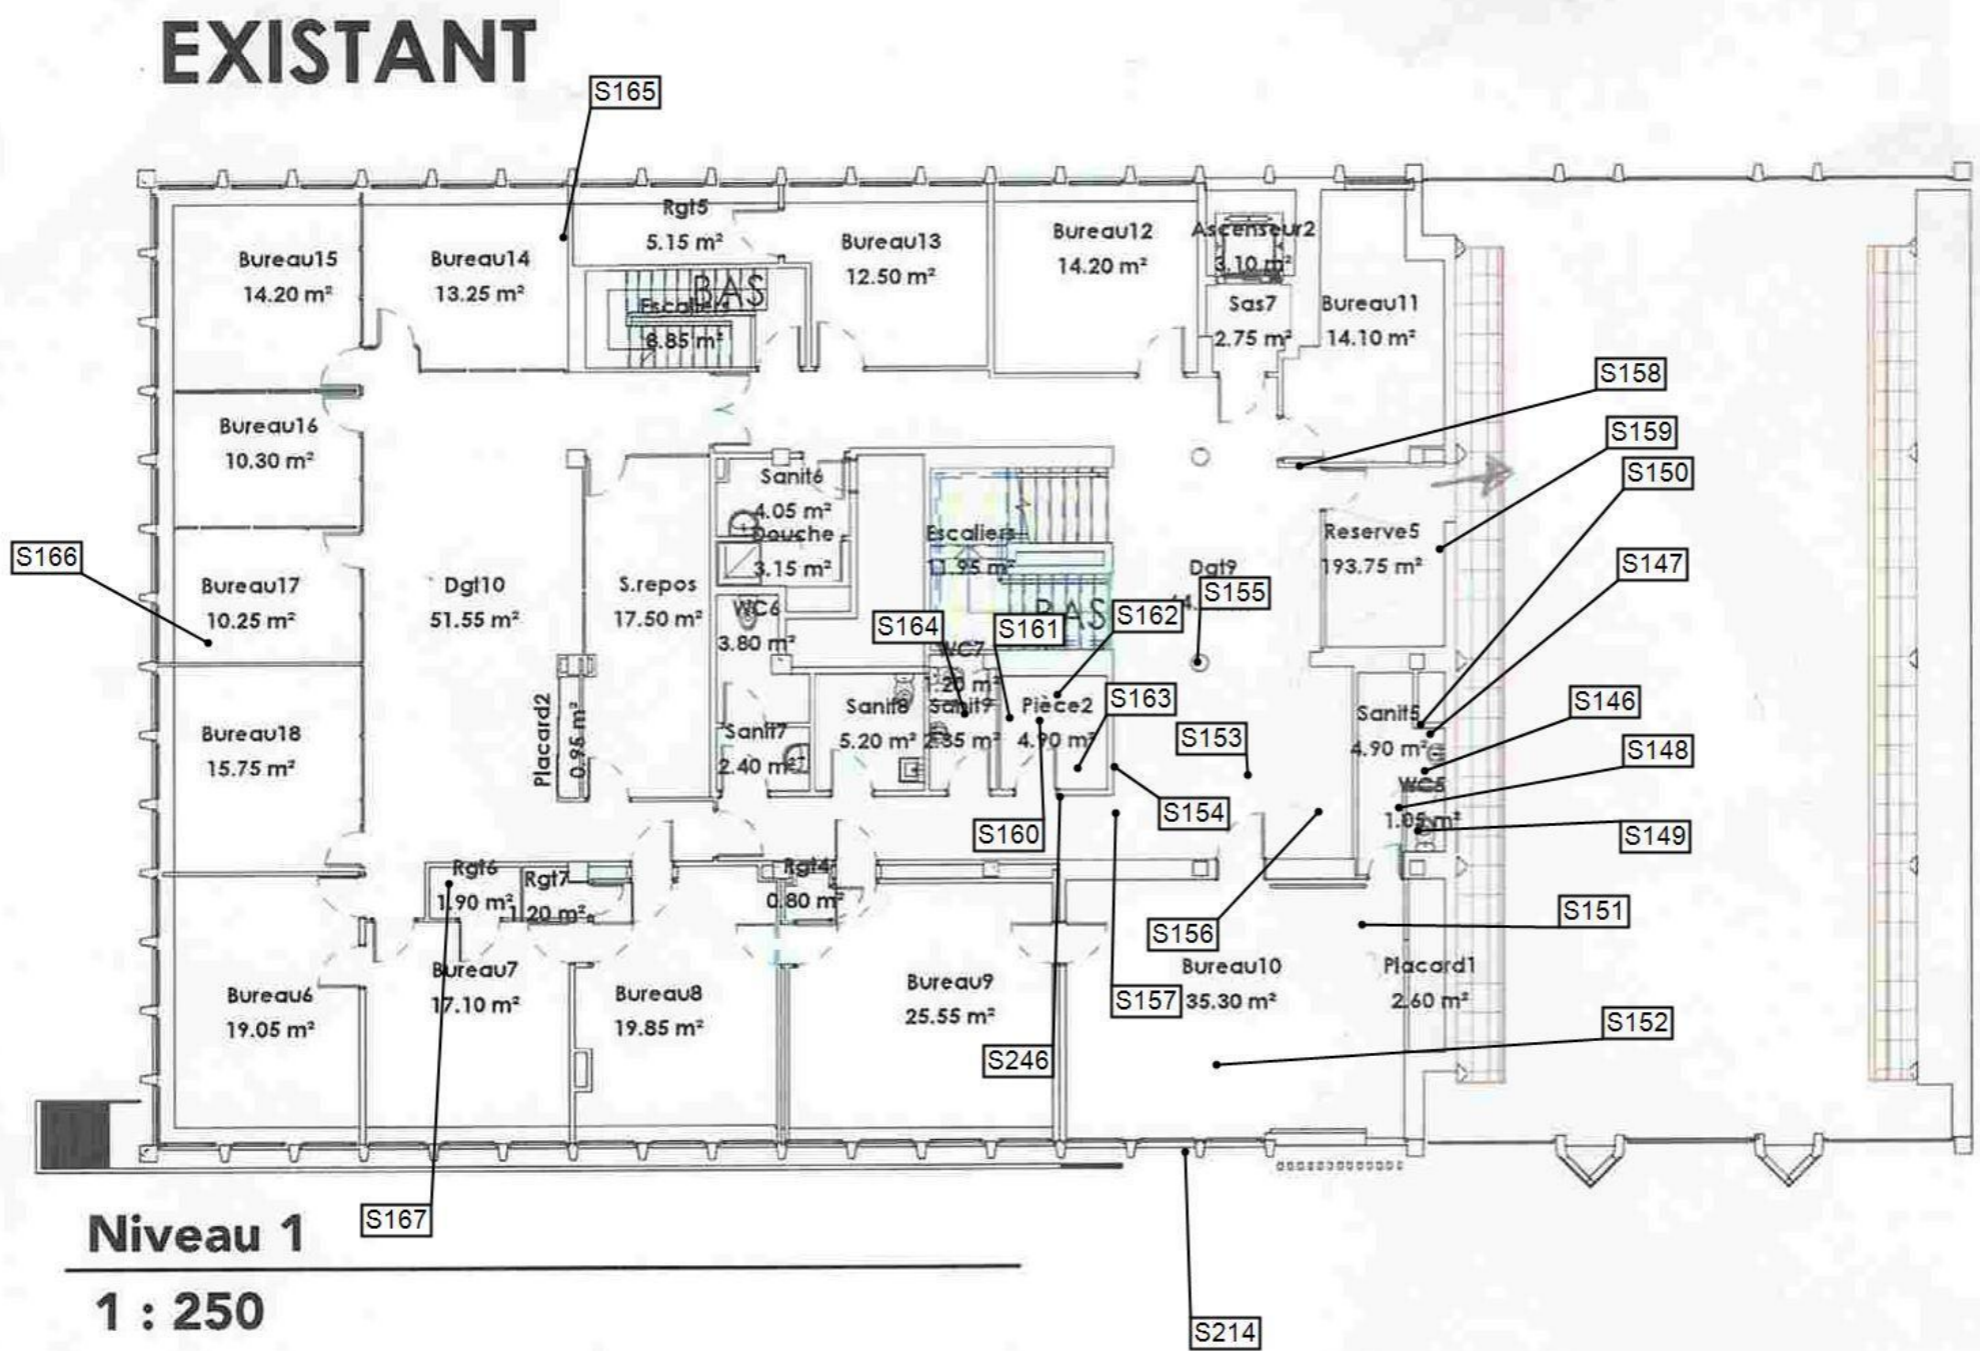 EXISTANT
S165
Rgt5
5.15 m²
Bureau15
14.20 m²
Bureau14
13.25 m²
Bureau13
12.50 m²
Bureau12
14.20 m²
Ascenseur2
3.10 m²
BAS
Escaliers
8.85 m²
Sas7
2.75 m²
Bureau11
14.10 m²
S158
S159
S150
Bureau16
10.30 m²
Sanit6
4.05 m²
Douche
3.15 m²
Escaliers
11.95 m²
Reserve5
193.75 m²
S166
Bureau17
10.25 m²
Dgt10
51.55 m²
S.repos
17.50 m²
WC6
3.80 m²
Dgt9
S155
S147
BAS
S162
S164
S161
WC7
1.20 m²
S163
S146
Bureau18
15.75 m²
Placard2
0.95 m²
Sanit7
2.40 m²
Sanit8
5.20 m²
Sanit9
2.35 m²
Pièce2
4.90 m²
S153
Sanit5
4.90 m²
S148
WC5
1.05 m²
S154
S160
S149
Rgt6
1.90 m²
Rgt7
1.20 m²
Rgt4
0.80 m²
S156
S151
Bureau6
19.05 m²
Bureau7
17.10 m²
Bureau8
19.85 m²
Bureau9
25.55 m²
Bureau10
35.30 m²
Placard1
2.60 m²
S157
S152
S246
S167
Niveau 1
1 : 250
S214